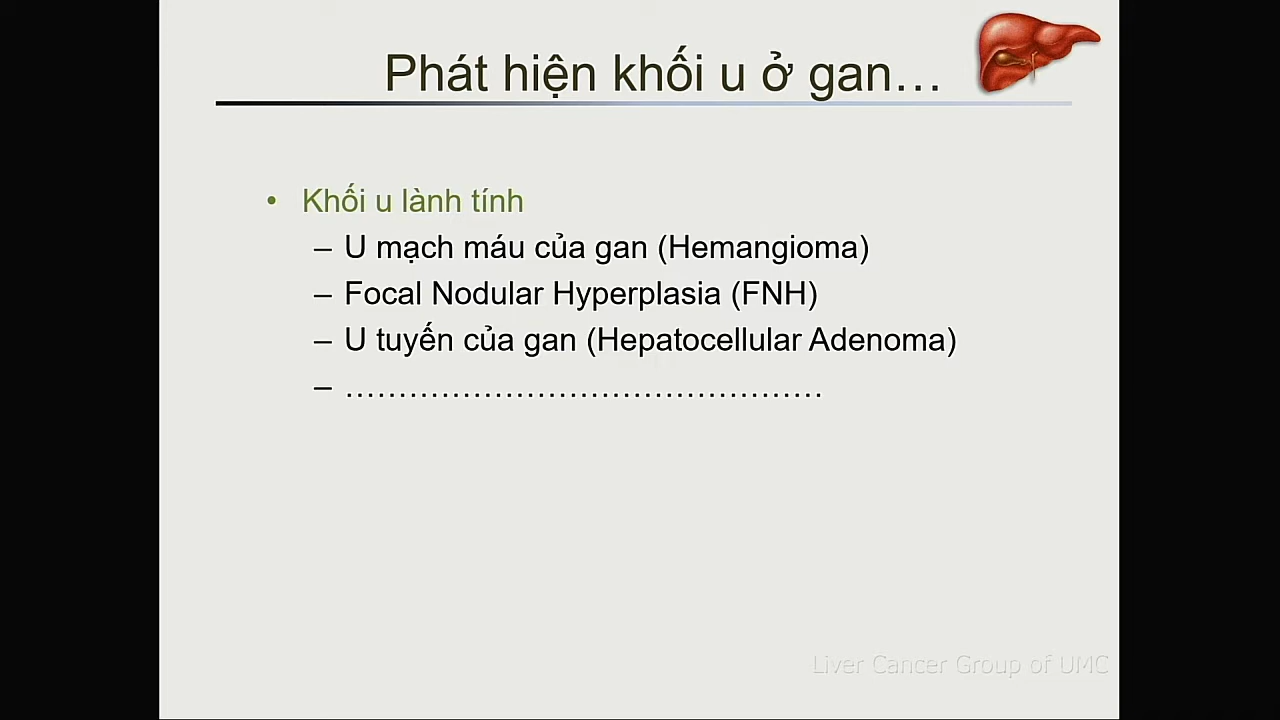 Phát hiện khối u ở gan…
• Khối u lành tính
– U mạch máu của gan (Hemangioma)
– Focal Nodular Hyperplasia (FNH)
– U tuyến của gan (Hepatocellular Adenoma)
– ………………………………………
Liver Cancer Group of UMC